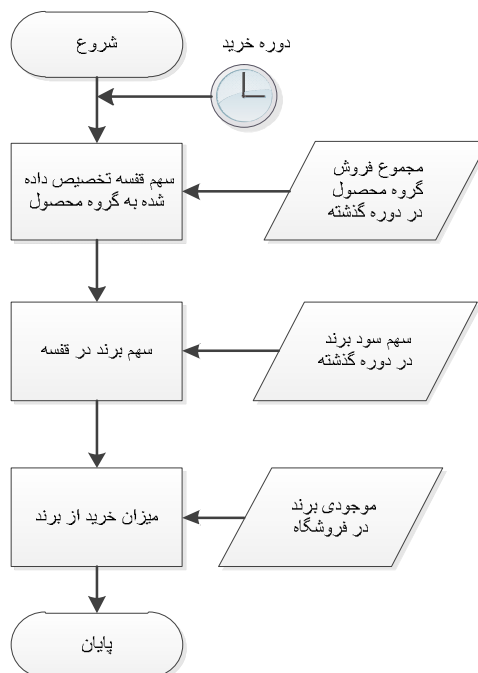 شروع
دوره خرید
سهم قفسه تخصیص داده
شده به گروه محصول
مجموع فروش
گروه محصول
در دوره گذشته
سهم برند در قفسه
سهم سود برند
در دوره گذشته
میزان خرید از برند
موجودی برند
در فروشگاه
پایان